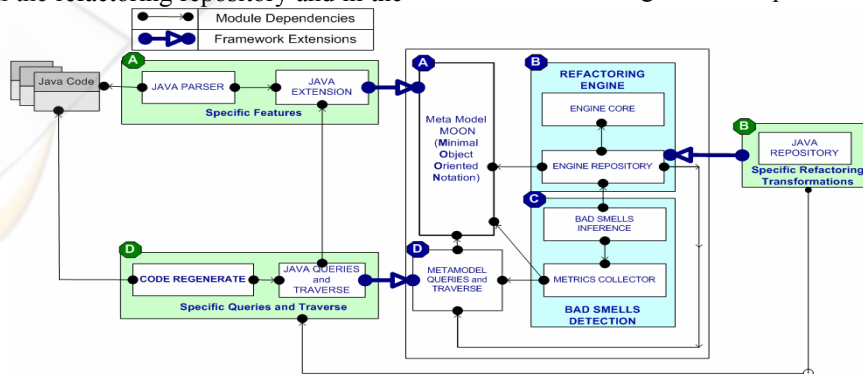 the refactoring repository and in the
Module Dependencies
Framework Extensions
A
Java Code
JAVA PARSER
JAVA
EXTENSION
Specific Features
A
Meta Model
MOON
(Minimal
Object
Oriented
Notation)
B
REFACTORING
ENGINE
ENGINE CORE
ENGINE REPOSITORY
B
JAVA
REPOSITORY
Specific Refactoring
Transformations
C
BAD SMELLS
INFERENCE
METRICS COLLECTOR
BAD SMELLS
DETECTION
D
CODE REGENERATE
JAVA QUERIES
and
TRAVERSE
Specific Queries and Traverse
D
METAMODEL
QUERIES and
TRAVERSE